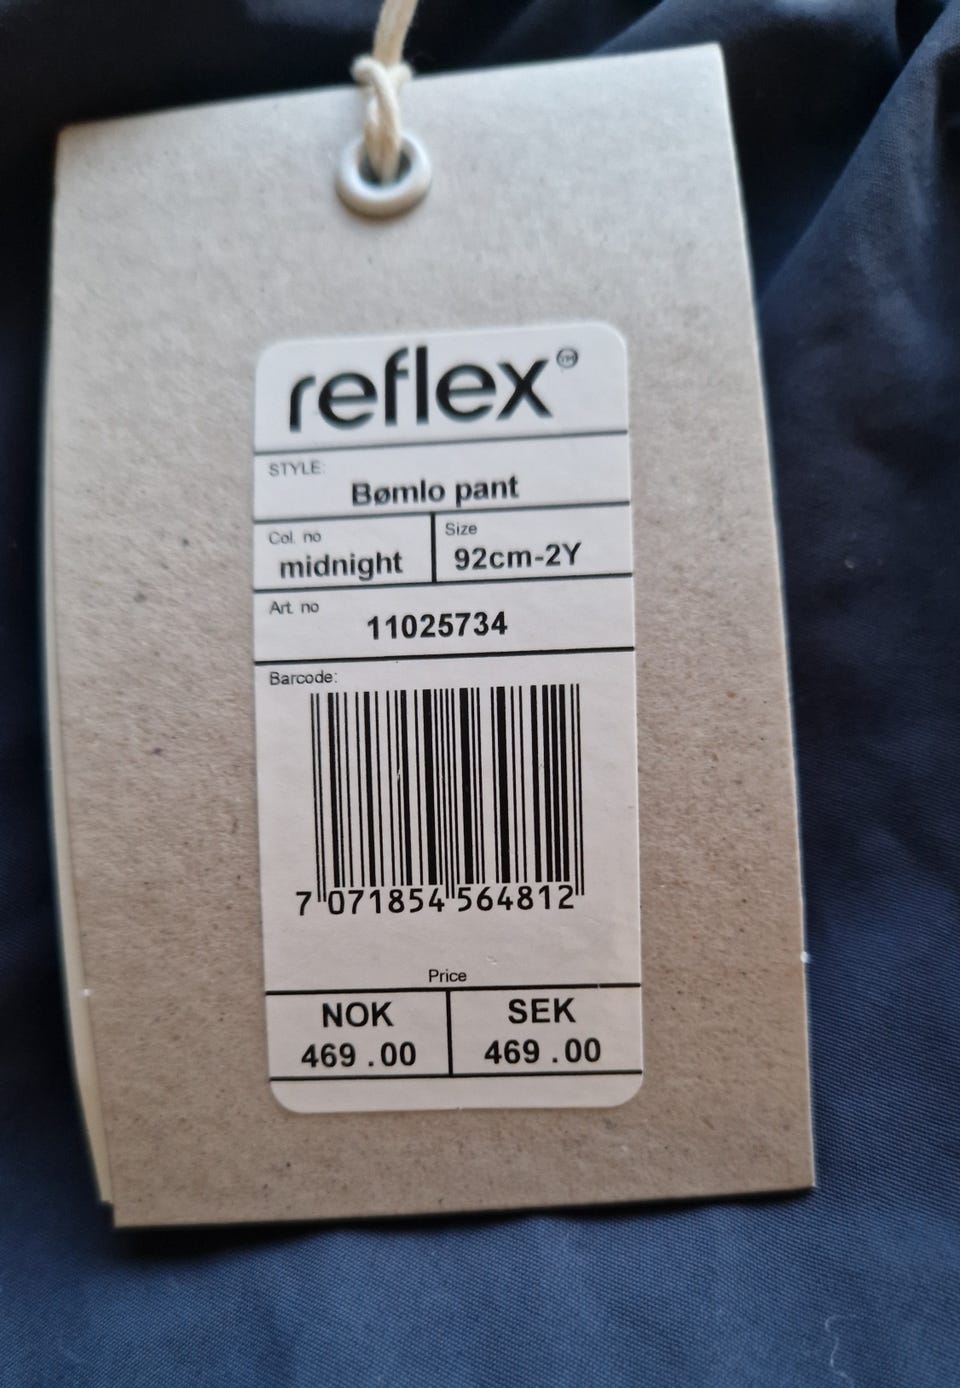 reflex™
STYLE:
Bømlo pant
Col. no
midnight
Size
92cm-2Y
Art. no
11025734
Barcode:
7 071854 564812
Price
NOK
469 .00
SEK
469 .00